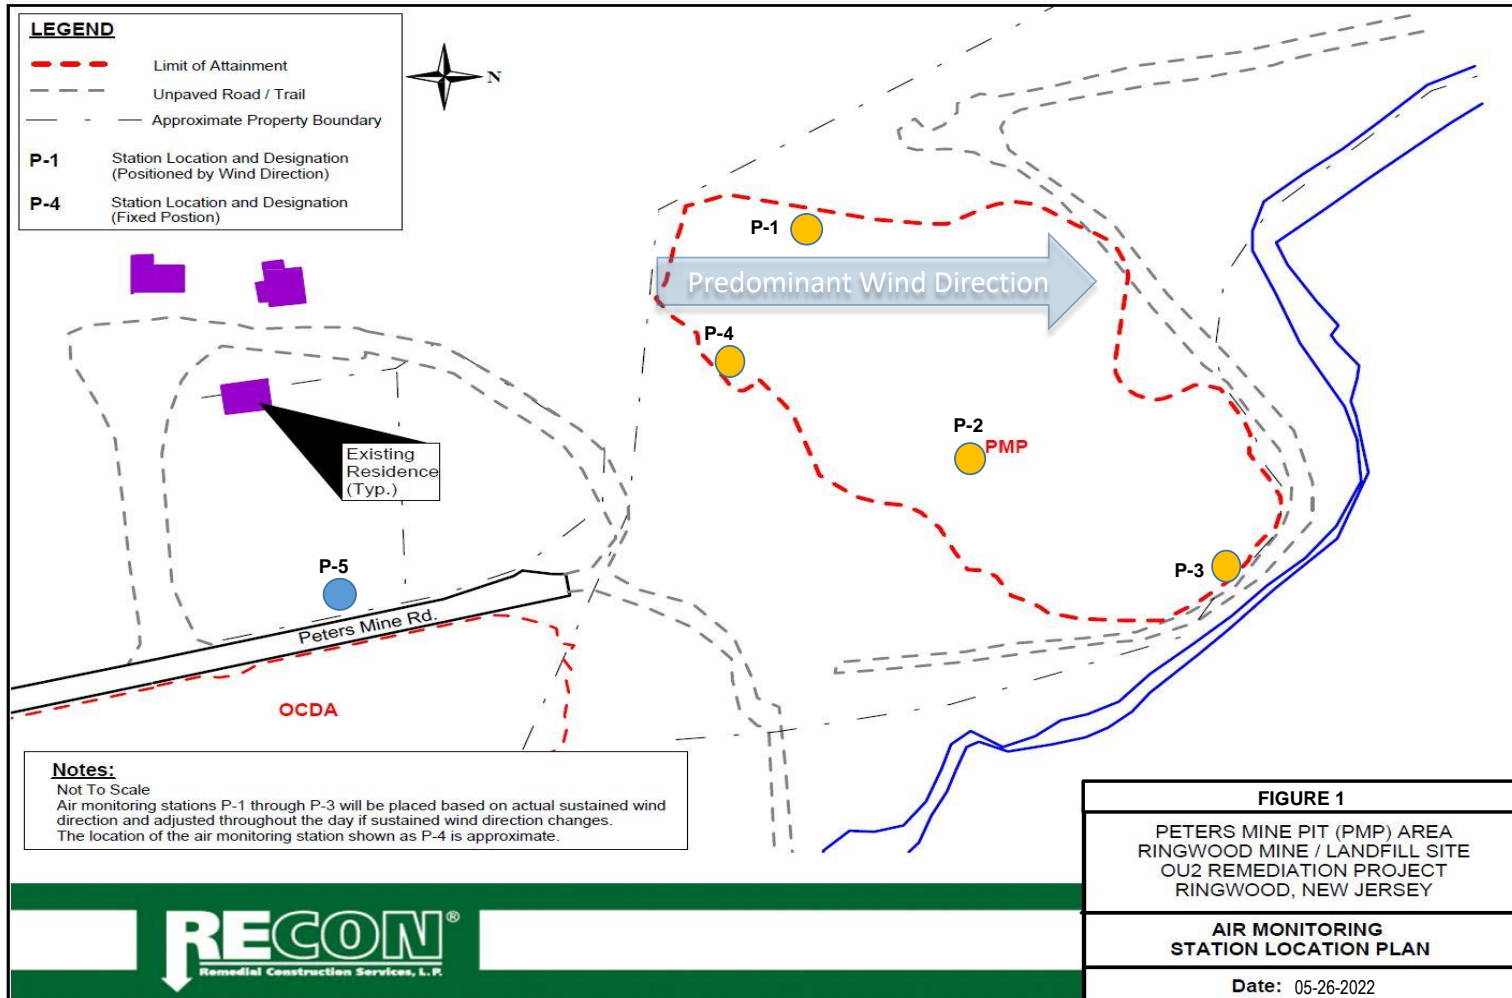 LEGEND
Limit of Attainment
Unpaved Road / Trail
Approximate Property Boundary
P-1 Station Location and Designation
(Positioned by Wind Direction)
P-4 Station Location and Designation
(Fixed Postion)
N
P-1
Predominant Wind Direction
P-4
P-2
PMP
Existing
Residence
(Typ.)
P-5
P-3
Peters Mine Rd.
OCDA
Notes:
Not To Scale
Air monitoring stations P-1 through P-3 will be placed based on actual sustained wind
direction and adjusted throughout the day if sustained wind direction changes.
The location of the air monitoring station shown as P-4 is approximate.
FIGURE 1
PETERS MINE PIT (PMP) AREA
RINGWOOD MINE / LANDFILL SITE
OU2 REMEDIATION PROJECT
RINGWOOD, NEW JERSEY
AIR MONITORING
STATION LOCATION PLAN
Date: 05-26-2022
RECON®
Remedial Construction Services, L.P.